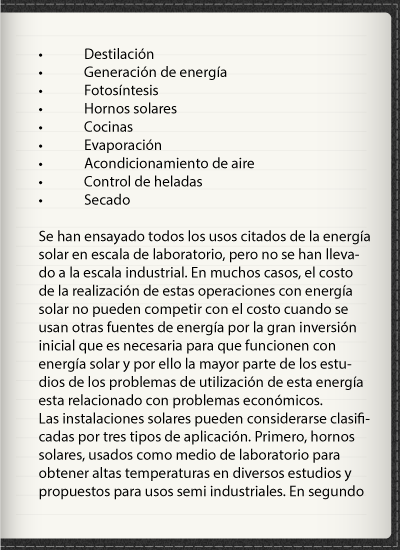 • Destilación
• Generación de energía
• Fotosíntesis
• Hornos solares
• Cocinas
• Evaporación
• Acondicionamiento de aire
• Control de heladas
• Secado
Se han ensayado todos los usos citados de la energía
solar en escala de laboratorio, pero no se han lleva-
do a la escala industrial. En muchos casos, el costo
de la realización de estas operaciones con energía
solar no pueden competir con el costo cuando se
usan otras fuentes de energía por la gran inversión
inicial que es necesaria para que funcionen con
energía solar y por ello la mayor parte de los estu-
dios de los problemas de utilización de esta energía
esta relacionado con problemas económicos.
Las instalaciones solares pueden considerarse clasifi-
cadas por tres tipos de aplicación. Primero, hornos
solares, usados como medio de laboratorio para
obtener altas temperaturas en diversos estudios y
propuestos para usos semi industriales. En segundo